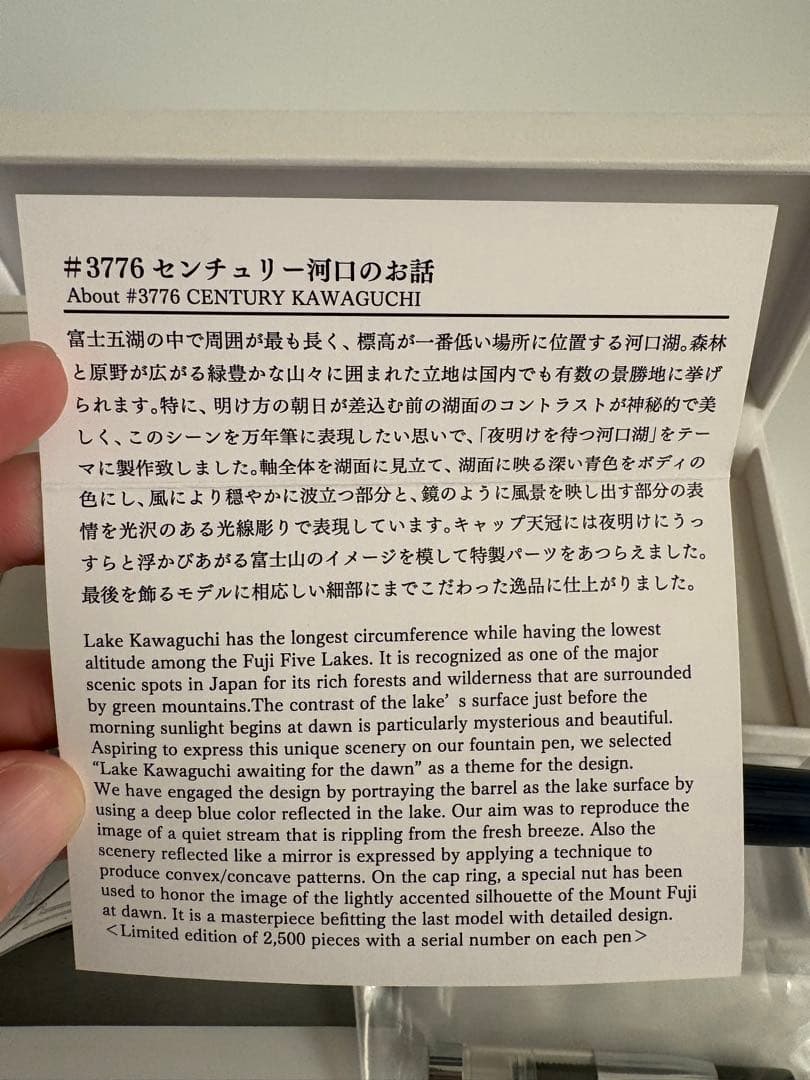 #3776 センチュリー河口のお話
About #3776 CENTURY KAWAGUCHI
富士五湖の中で周囲が最も長く、標高が一番低い場所に位置する河口湖。森林
と原野が広がる緑豊かな山々に囲まれた立地は国内でも有数の景勝地に挙げ
られます。特に、明け方の朝日が差込む前の湖面のコントラストが神秘的で美
しく、このシーンを万年筆に表現したい思いで、「夜明けを待つ河口湖」をテー
マに製作致しました。軸全体を湖面に見立て、湖面に映る深い青色をボディの
色にし、風により穏やかに波立つ部分と、鏡のように風景を映し出す部分の表
情を光沢のある光線彫りで表現しています。キャップ天冠には夜明けにうっ
すらと浮かびあがる富士山のイメージを模して特製パーツをあつらえました。
最後を飾るモデルに相応しい細部にまでこだわった逸品に仕上がりました。
Lake Kawaguchi has the longest circumference while having the lowest
altitude among the Fuji Five Lakes. It is recognized as one of the major
scenic spots in Japan for its rich forests and wilderness that are surrounded
by green mountains.The contrast of the lake’ s surface just before the
morning sunlight begins at dawn is particularly mysterious and beautiful.
Aspiring to express this unique scenery on our fountain pen, we selected
“Lake Kawaguchi awaiting for the dawn” as a theme for the design.
We have engaged the design by portraying the barrel as the lake surface by
using a deep blue color reflected in the lake. Our aim was to reproduce the
image of a quiet stream that is rippling from the fresh breeze. Also the
scenery reflected like a mirror is expressed by applying a technique to
produce convex/concave patterns. On the cap ring, a special nut has been
used to honor the image of the lightly accented silhouette of the Mount Fuji
at dawn. It is a masterpiece befitting the last model with detailed design.
<Limited edition of 2,500 pieces with a serial number on each pen>